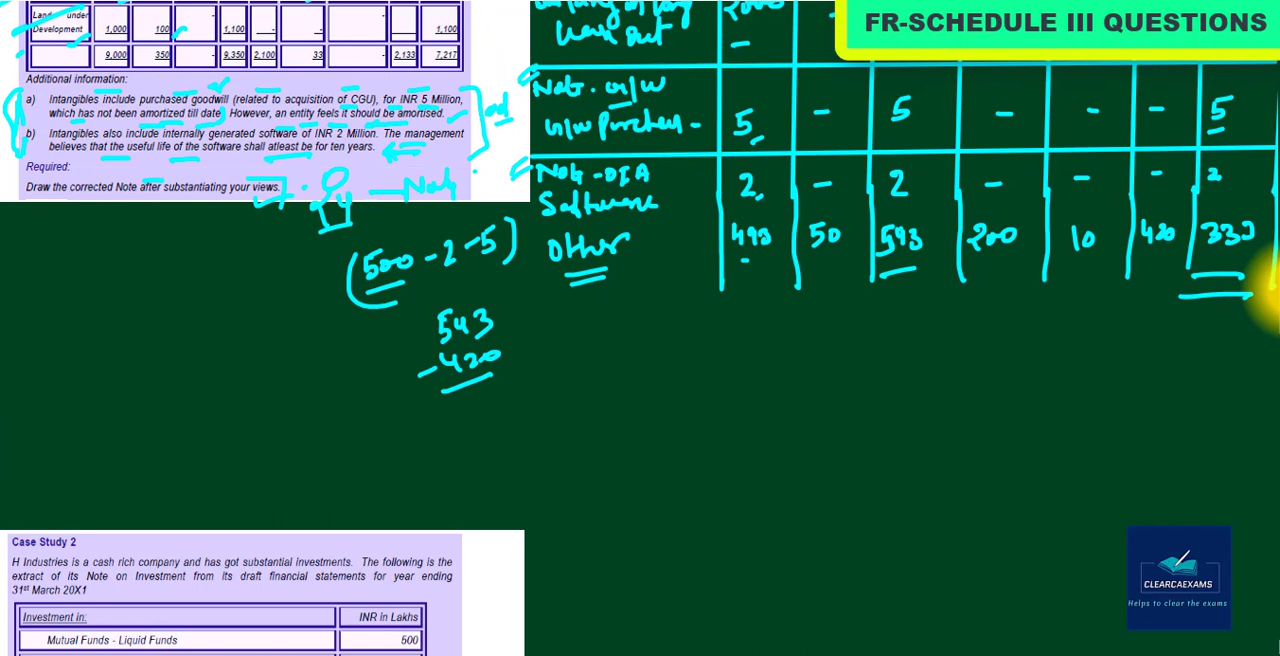 FR-SCHEDULE III QUESTIONS
Land under
Development 1,000 100 - 1,100 - - - 1,100
9,000 350 - 9,350 2,100 33 - 2,133 7,217
Additional information:
a) Intangibles include purchased goodwill (related to acquisition of CGU), for INR 5 Million,
which has not been amortized till date. However, an entity feels it should be amortised.
b) Intangibles also include internally generated software of INR 2 Million. The management
believes that the useful life of the software shall atleast be for ten years.
Required:
Draw the corrected Note after substantiating your views.
G/W Purchase - 5 - 5 - - - 5
Software 2 - 2 - - - 2
Other 493 50 543 200 10 420
(500 - 2 - 5)
543
- 420
Case Study 2
H Industries is a cash rich company and has got substantial investments. The following is the
extract of its Note on Investment from its draft financial statements for year ending
31st March 20X1
Investment in: INR in Lakhs
Mutual Funds - Liquid Funds 500
CLEARCAEXAMS
Helps to clear the exams